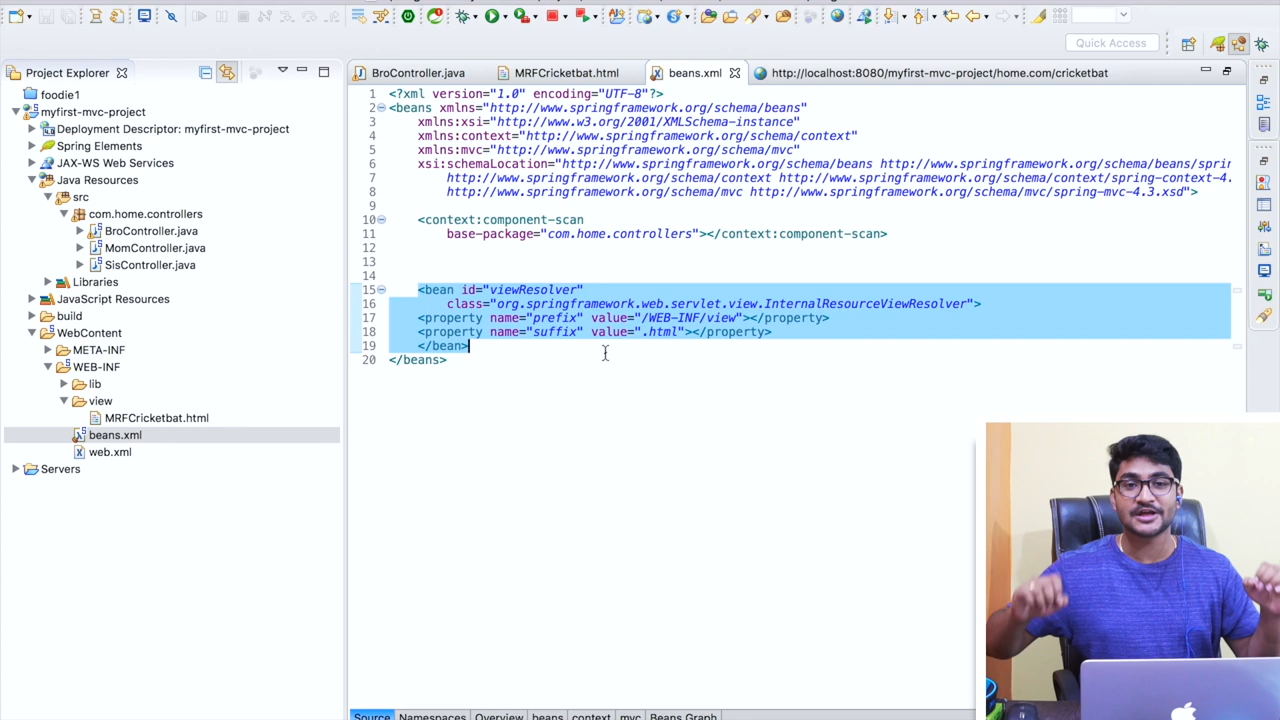 Quick Access
Project Explorer
foodie1
myfirst-mvc-project
Deployment Descriptor: myfirst-mvc-project
Spring Elements
JAX-WS Web Services
Java Resources
src
com.home.controllers
BroController.java
MomController.java
SisController.java
Libraries
JavaScript Resources
build
WebContent
META-INF
WEB-INF
lib
view
MRFCricketbat.html
beans.xml
web.xml
Servers
BroController.java MRFCricketbat.html beans.xml http://localhost:8080/myfirst-mvc-project/home.com/cricketbat
1 <?xml version="1.0" encoding="UTF-8"?>
2 <beans xmlns="http://www.springframework.org/schema/beans"
3 xmlns:xsi="http://www.w3.org/2001/XMLSchema-instance"
4 xmlns:context="http://www.springframework.org/schema/context"
5 xmlns:mvc="http://www.springframework.org/schema/mvc"
6 xsi:schemaLocation="http://www.springframework.org/schema/beans http://www.springframework.org/schema/beans/sprin
7 http://www.springframework.org/schema/context http://www.springframework.org/schema/context/spring-context-4.
8 http://www.springframework.org/schema/mvc http://www.springframework.org/schema/mvc/spring-mvc-4.3.xsd">
9
10 <context:component-scan
11 base-package="com.home.controllers"></context:component-scan>
12
13
14
15 <bean id="viewResolver"
16 class="org.springframework.web.servlet.view.InternalResourceViewResolver">
17 <property name="prefix" value="/WEB-INF/view"></property>
18 <property name="suffix" value=".html"></property>
19 </bean>
20 </beans>
Source Namespaces Overview beans context mvc Beans Graph